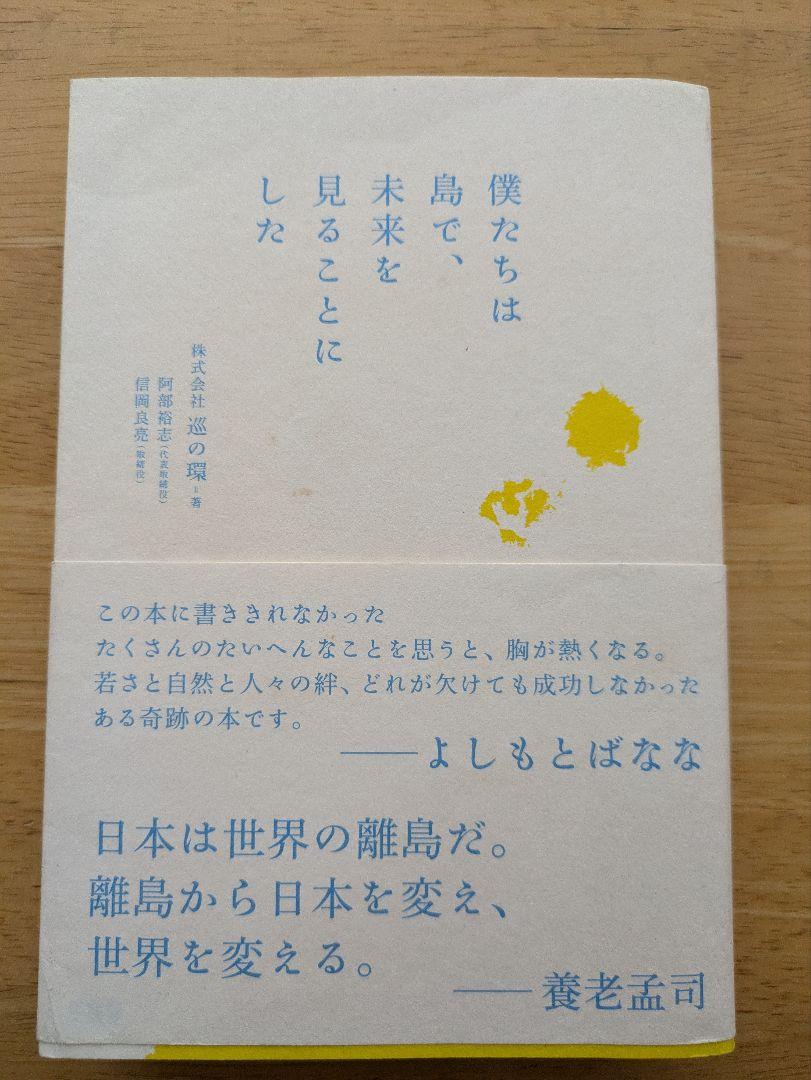 僕たちは
島で、
未来を
見ることに
した
株式会社 巡の環=著
阿部裕志(代表取締役)
信岡良亮(取締役)
この本に書ききれなかった
たくさんのたいへんなことを思うと、胸が熱くなる。
若さと自然と人々の絆、どれが欠けても成功しなかった
ある奇跡の本です。
――よしもとばなな
日本は世界の離島だ。
離島から日本を変え、
世界を変える。
――養老孟司